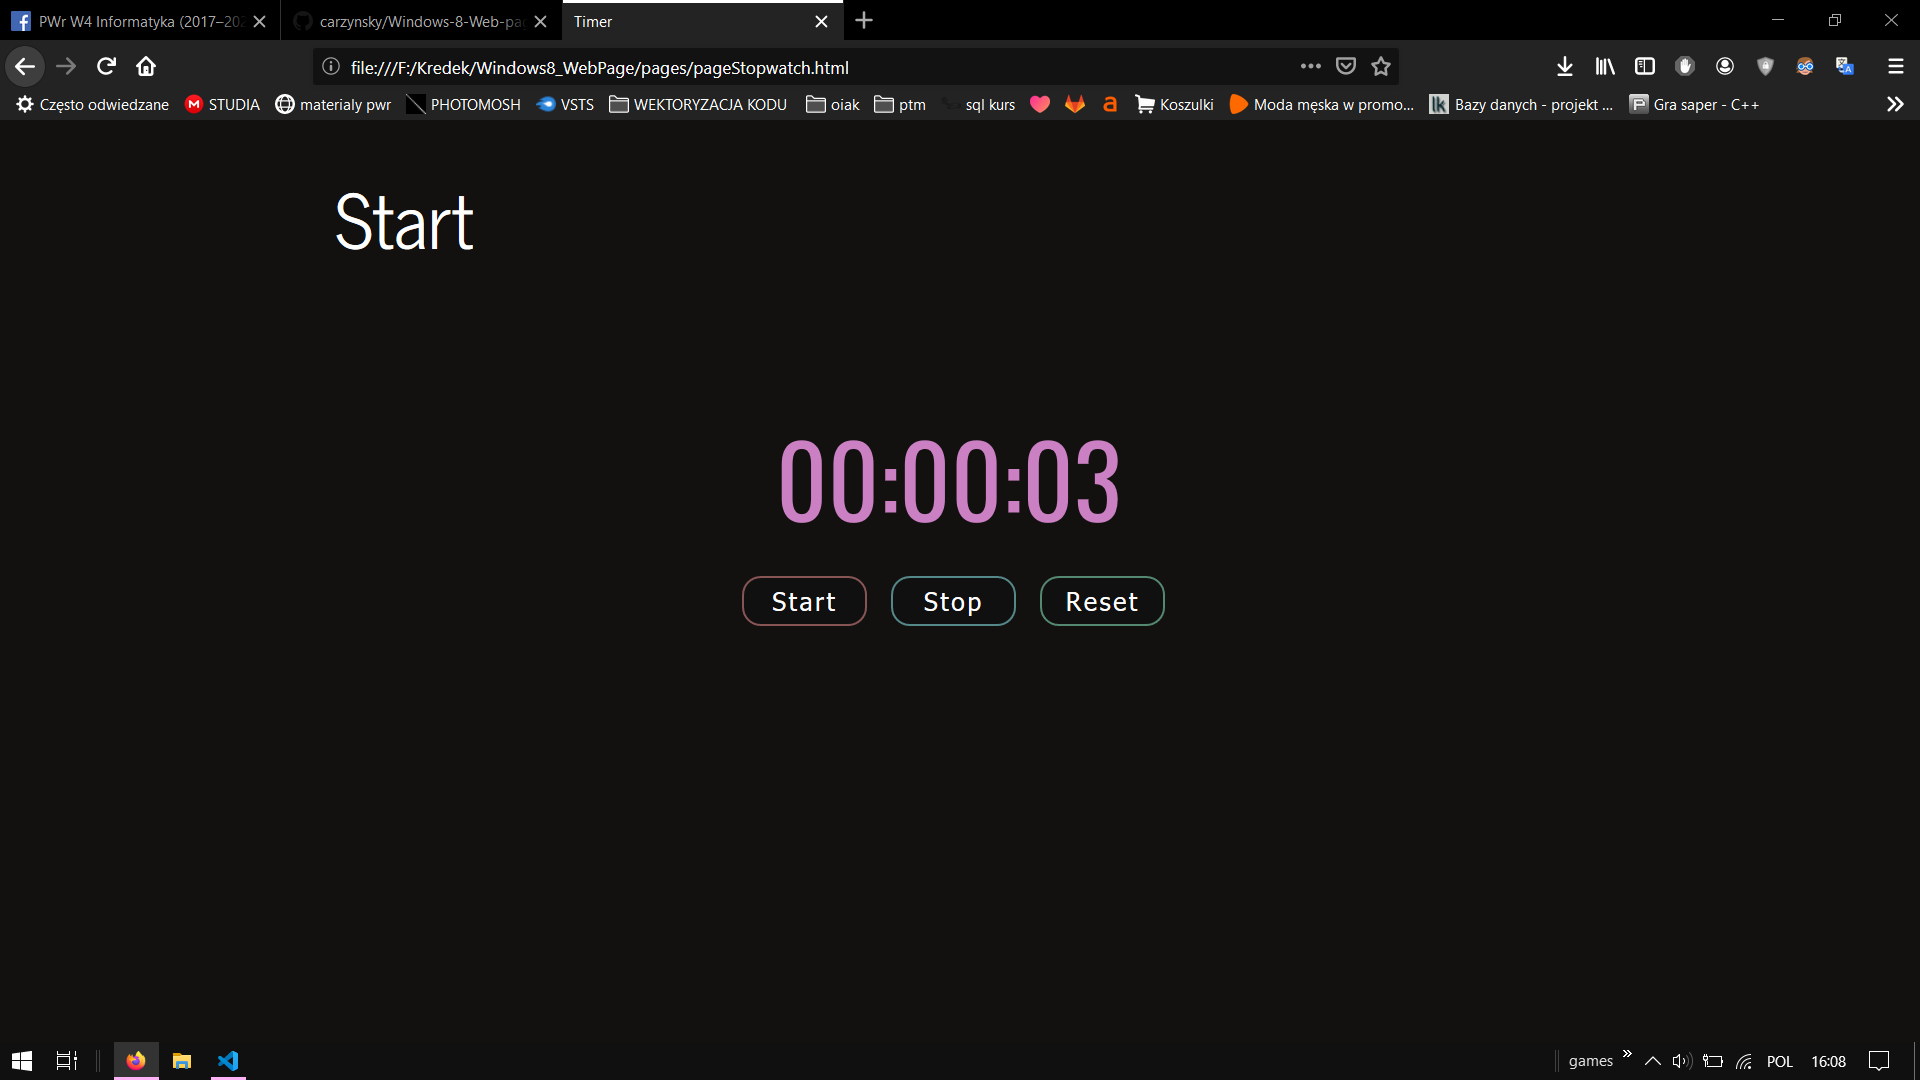 PWr W4 Informatyka (2017–202
carzynsky/Windows-8-Web-pag
Timer
file:///F:/Kredek/Windows8_WebPage/pages/pageStopwatch.html
Często odwiedzane
STUDIA
materialy pwr
PHOTOMOSH
VSTS
WEKTORYZACJA KODU
oiak
ptm
sql kurs
Koszulki
Moda męska w promo...
Bazy danych - projekt ...
Gra saper - C++
Start
00:00:03
Start
Stop
Reset
games
POL
16:08